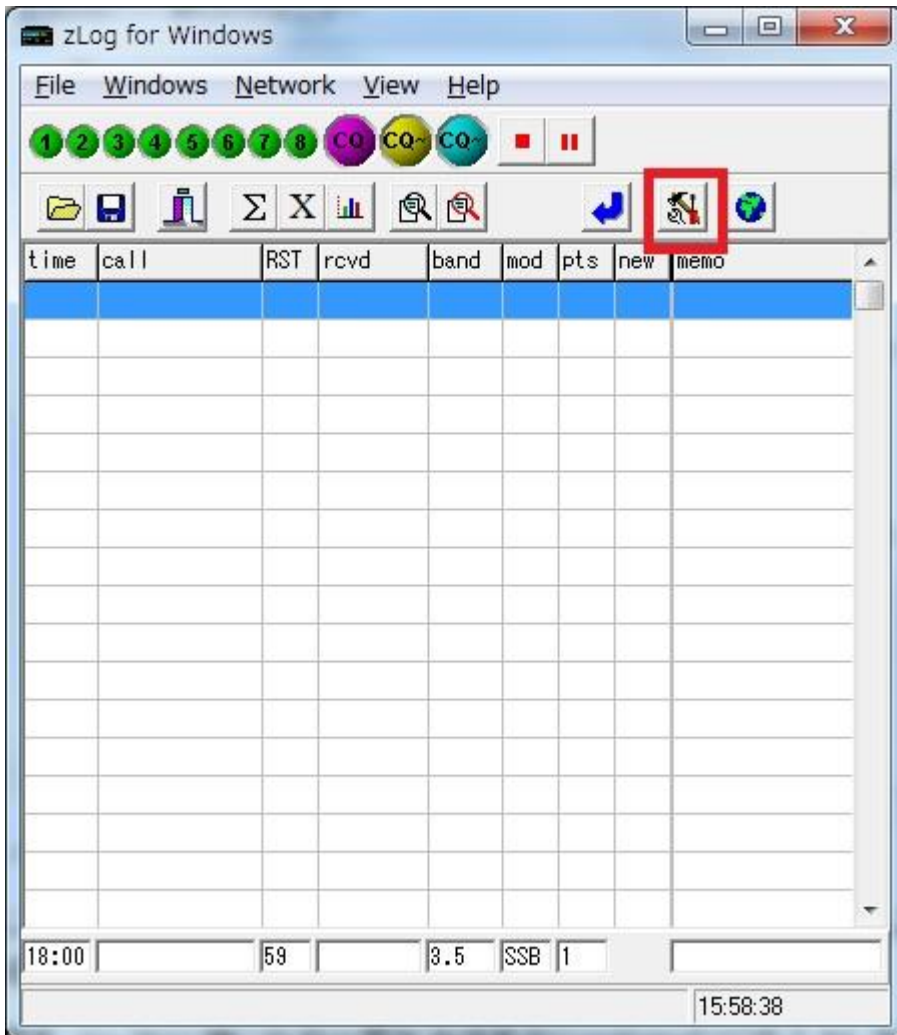 zLog for Windows
File Windows Network View Help
1 2 3 4 5 6 7 8 CQ CQ~ CQ~
Σ X
time call RST rcvd band mod pts new memo
18:00 59 3.5 SSB 1
15:58:38